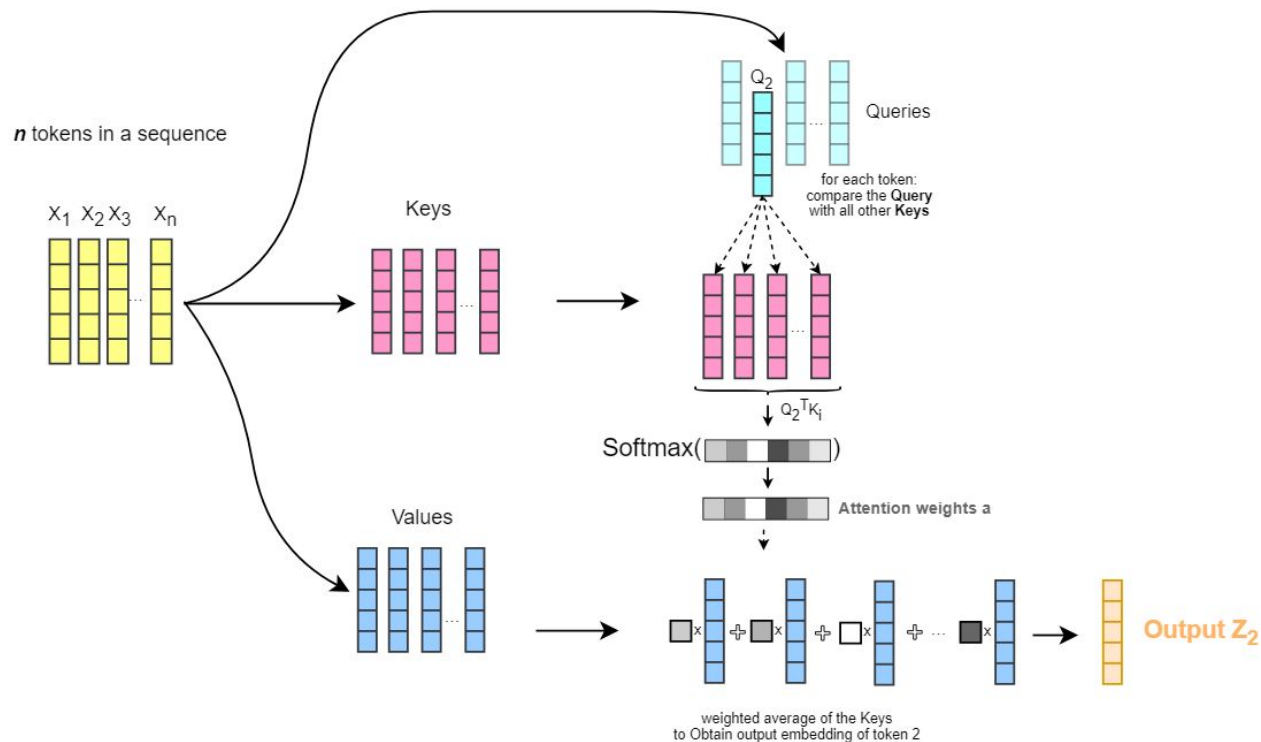 n tokens in a sequence
X1 X2 X3 Xn
...
Keys
...
Values
...
Q2
...
Queries
for each token:
compare the Query
with all other Keys
...
Q2TKi
Softmax( )
Attention weights a
x + x + x + ... x
Output Z2
weighted average of the Keys
to Obtain output embedding of token 2